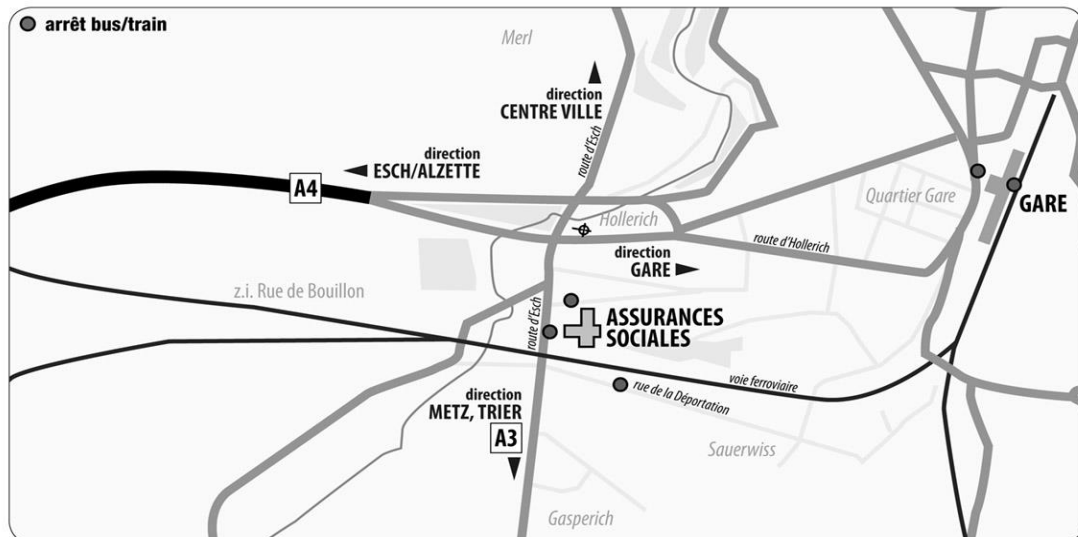 arrêt bus/train
Merl
direction
CENTRE VILLE
route d'Esch
direction
ESCH/ALZETTE
A4
Hollerich
Quartier Gare
GARE
route d'Hollerich
direction
GARE
z.i. Rue de Bouillon
route d'Esch
ASSURANCES
SOCIALES
voie ferroviaire
rue de la Déportation
direction
METZ, TRIER
A3
Sauerwiss
Gasperich